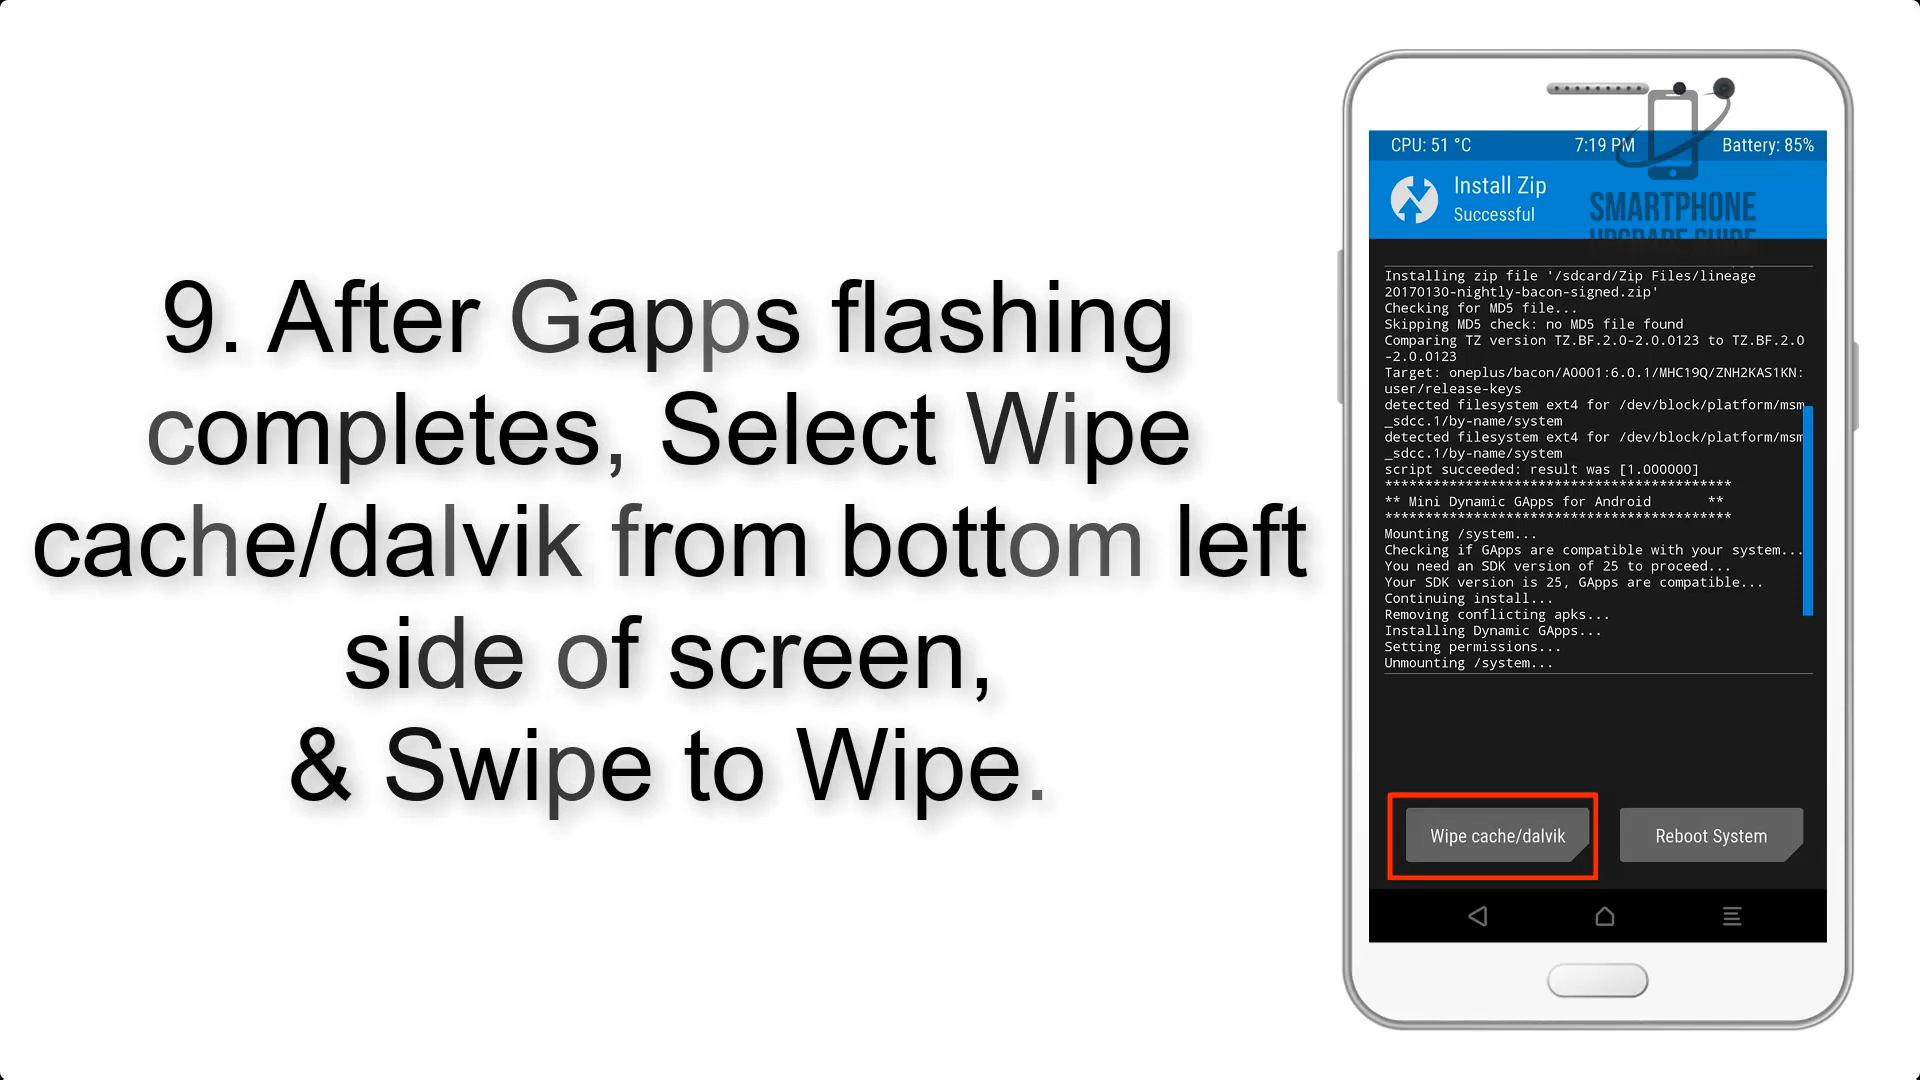 9. After Gapps flashing
completes, Select Wipe
cache/dalvik from bottom left
side of screen,
& Swipe to Wipe.
CPU: 51 °C 7:19 PM Battery: 85%
Install Zip
Successful
SMARTPHONE
UPGRADE GUIDE
Installing zip file '/sdcard/Zip Files/lineage
20170130-nightly-bacon-signed.zip'
Checking for MD5 file...
Skipping MD5 check: no MD5 file found
Comparing TZ version TZ.BF.2.0-2.0.0123 to TZ.BF.2.0
-2.0.0123
Target: oneplus/bacon/A0001:6.0.1/MHC19Q/ZNH2KAS1KN:
user/release-keys
detected filesystem ext4 for /dev/block/platform/msm
_sdcc.1/by-name/system
detected filesystem ext4 for /dev/block/platform/msm
_sdcc.1/by-name/system
script succeeded: result was [1.000000]
******************************************
** Mini Dynamic GApps for Android **
******************************************
Mounting /system...
Checking if GApps are compatible with your system...
You need an SDK version of 25 to proceed...
Your SDK version is 25, GApps are compatible...
Continuing install...
Removing conflicting apks...
Installing Dynamic GApps...
Setting permissions...
Unmounting /system...
Wipe cache/dalvik Reboot System